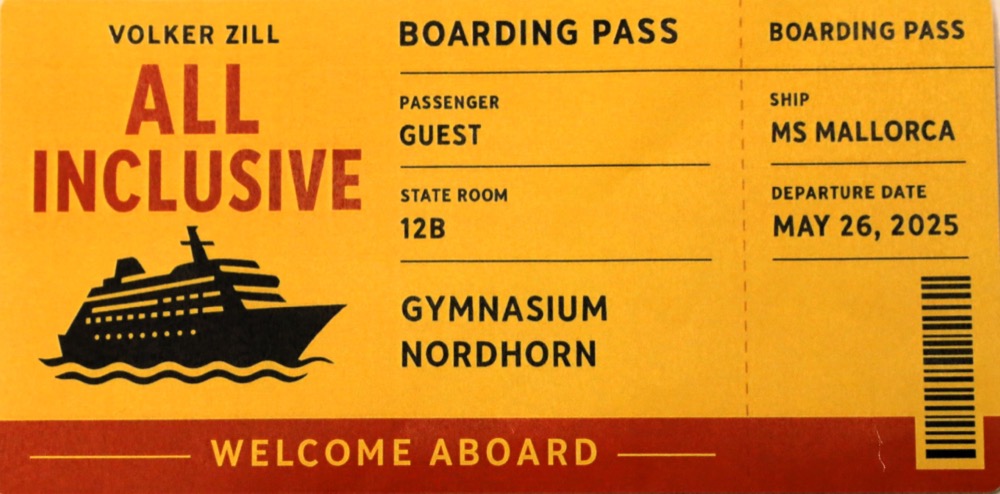 VOLKER ZILL
ALL
INCLUSIVE
BOARDING PASS
PASSENGER
GUEST
STATE ROOM
12B
GYMNASIUM
NORDHORN
WELCOME ABOARD
BOARDING PASS
SHIP
MS MALLORCA
DEPARTURE DATE
MAY 26, 2025